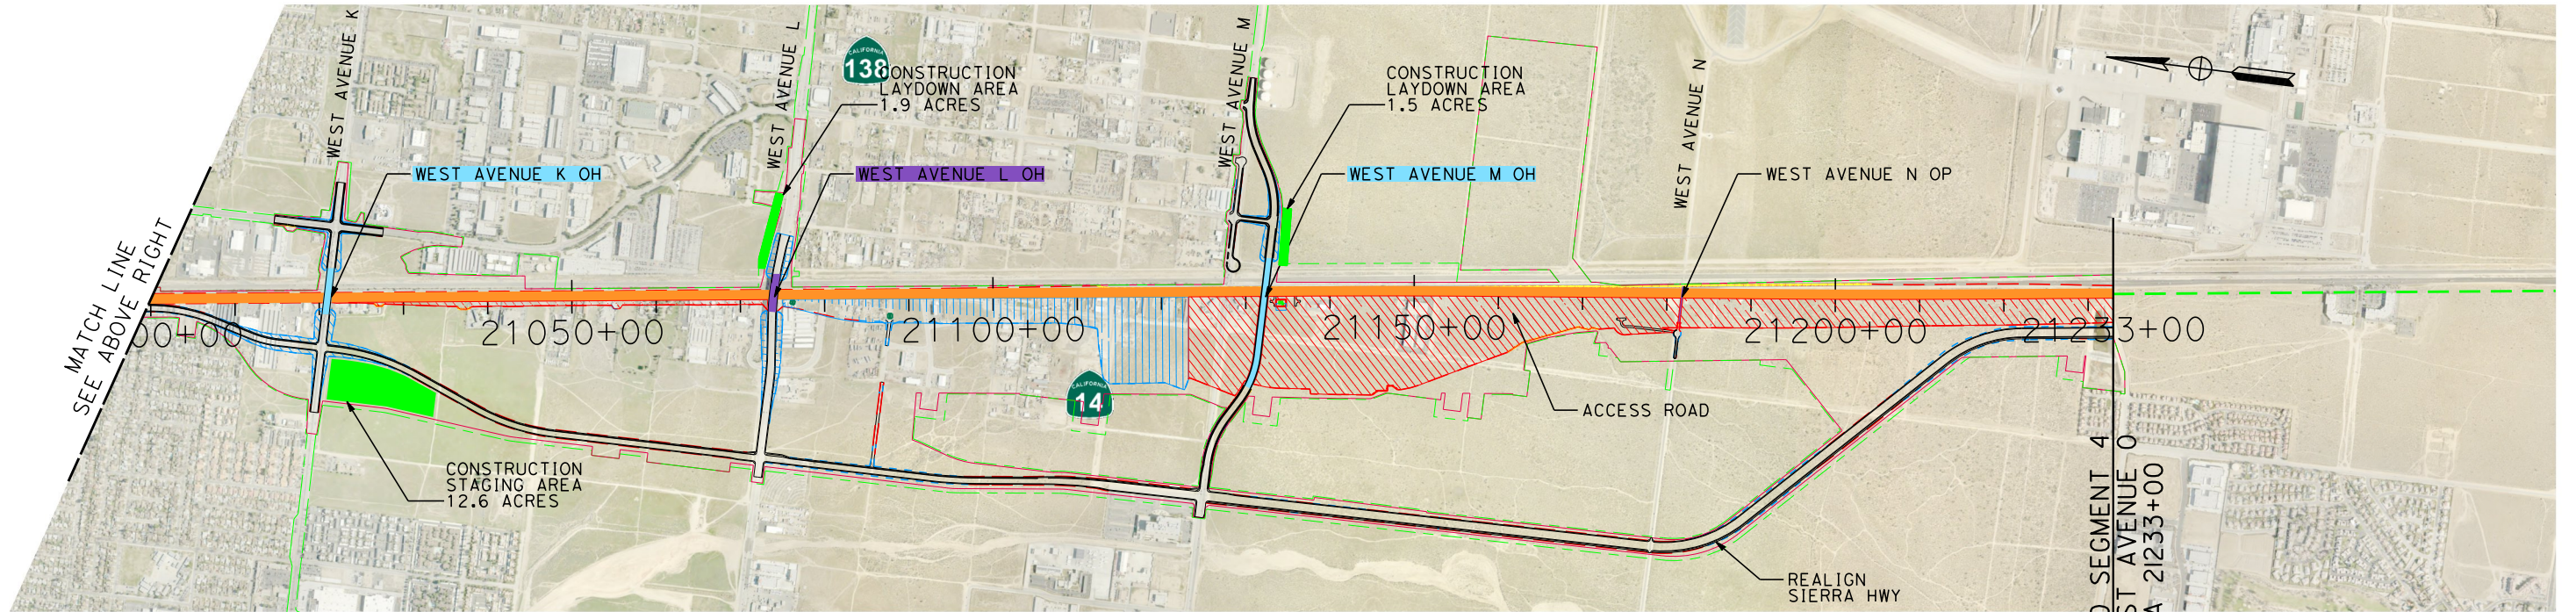 WEST AVENUE K
WEST AVENUE L
WEST AVENUE M
WEST AVENUE N
CALIFORNIA
138
CONSTRUCTION
LAYDOWN AREA
1.9 ACRES
CONSTRUCTION
LAYDOWN AREA
1.5 ACRES
WEST AVENUE K OH
WEST AVENUE L OH
WEST AVENUE M OH
WEST AVENUE N OP
MATCH LINE
SEE ABOVE RIGHT
00+00
21050+00
21100+00
21150+00
21200+00
21233+00
CALIFORNIA
14
ACCESS ROAD
CONSTRUCTION
STAGING AREA
12.6 ACRES
REALIGN
SIERRA HWY
SEGMENT 4
ST AVENUE O
A 21233+00